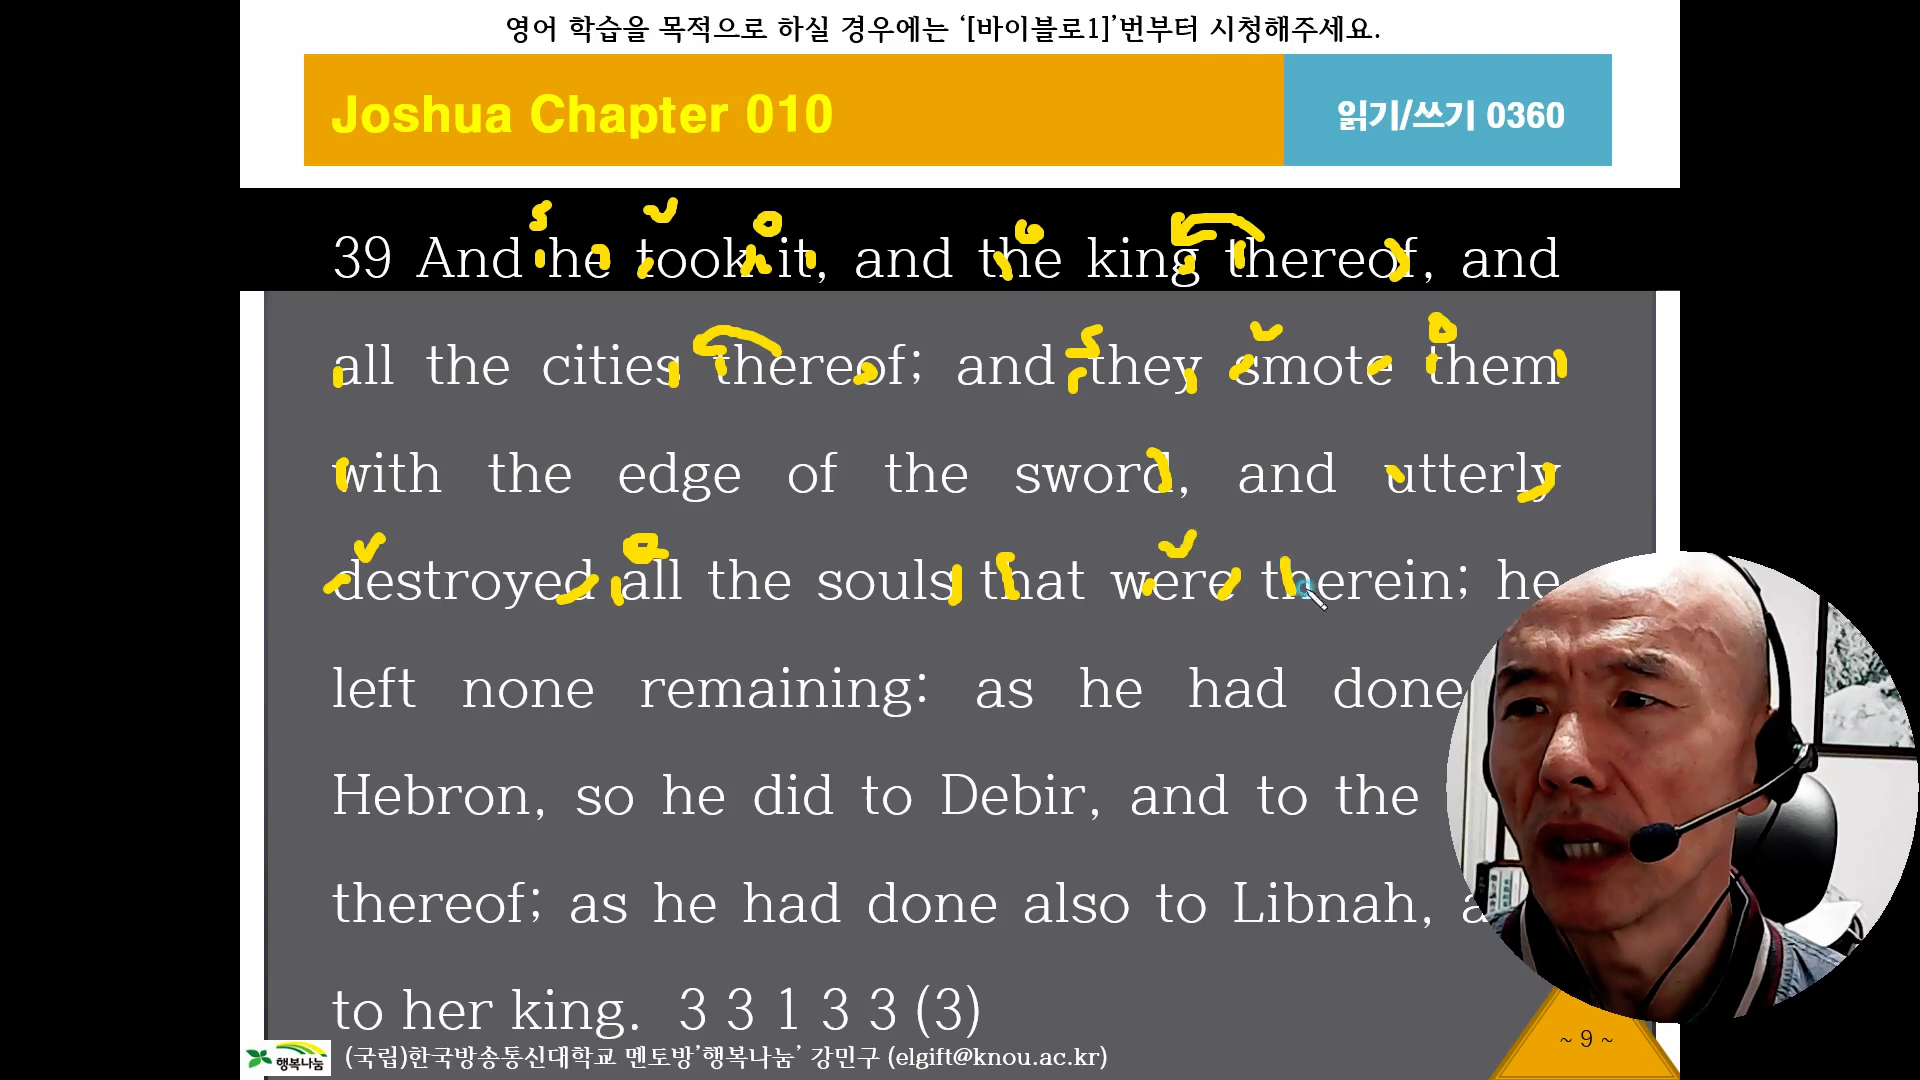 영어 학습을 목적으로 하실 경우에는 ‘[바이블로1]’번부터 시청해주세요.
Joshua Chapter 010
읽기/쓰기 0360
39 And he took it, and the king thereof, and
all the cities thereof; and they smote them
with the edge of the sword, and utterly
destroyed all the souls that were therein; he
left none remaining: as he had done
Hebron, so he did to Debir, and to the
thereof; as he had done also to Libnah,
to her king. 3 3 1 3 3 (3)
행복나눔
(국립)한국방송통신대학교 멘토방’행복나눔’ 강민구 (elgift@knou.ac.kr)
~ 9 ~